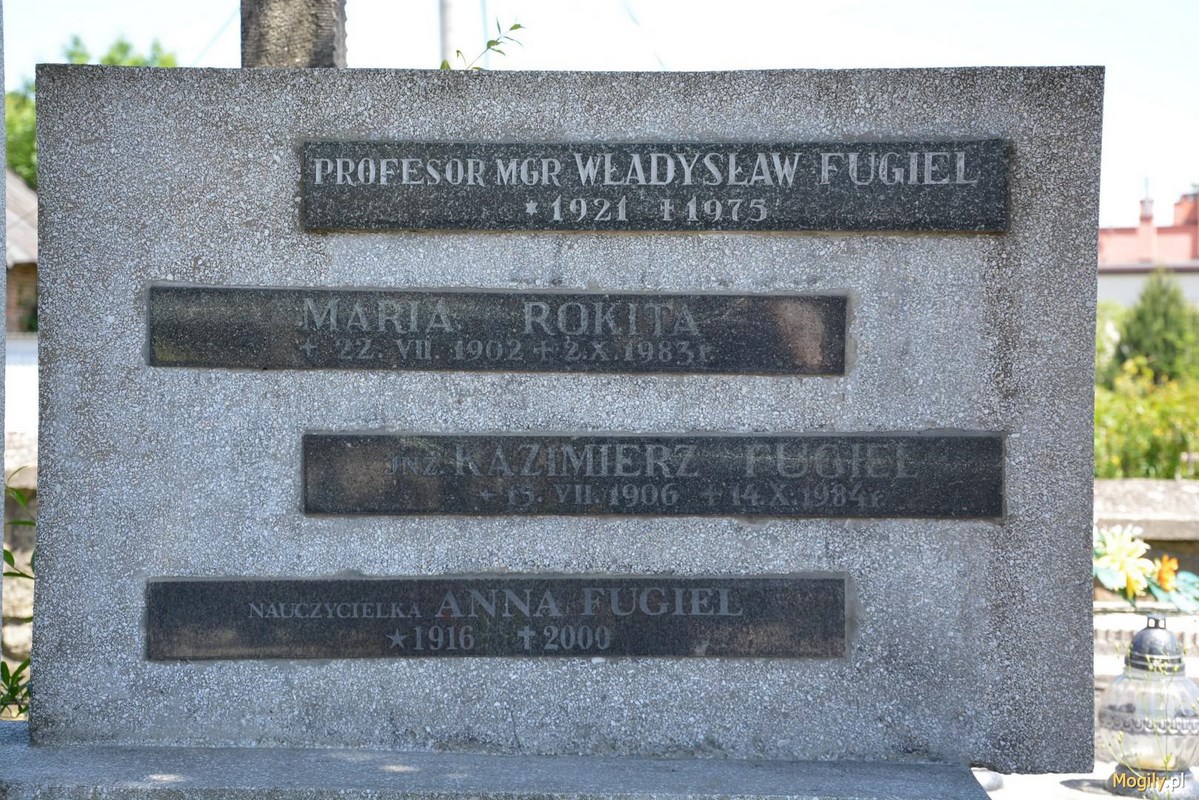 PROFESOR MGR WŁADYSŁAW FUGIEL
* 1921 ✝ 1975
MARIA ROKITA
+ 22. VII. 1902 + 2. X. 1983 r.
INŻ. KAZIMIERZ FUGIEL
+ 15. VII. 1906 + 14. X. 1984 r.
NAUCZYCIELKA ANNA FUGIEL
★ 1916 ✝ 2000
Mogily.pl